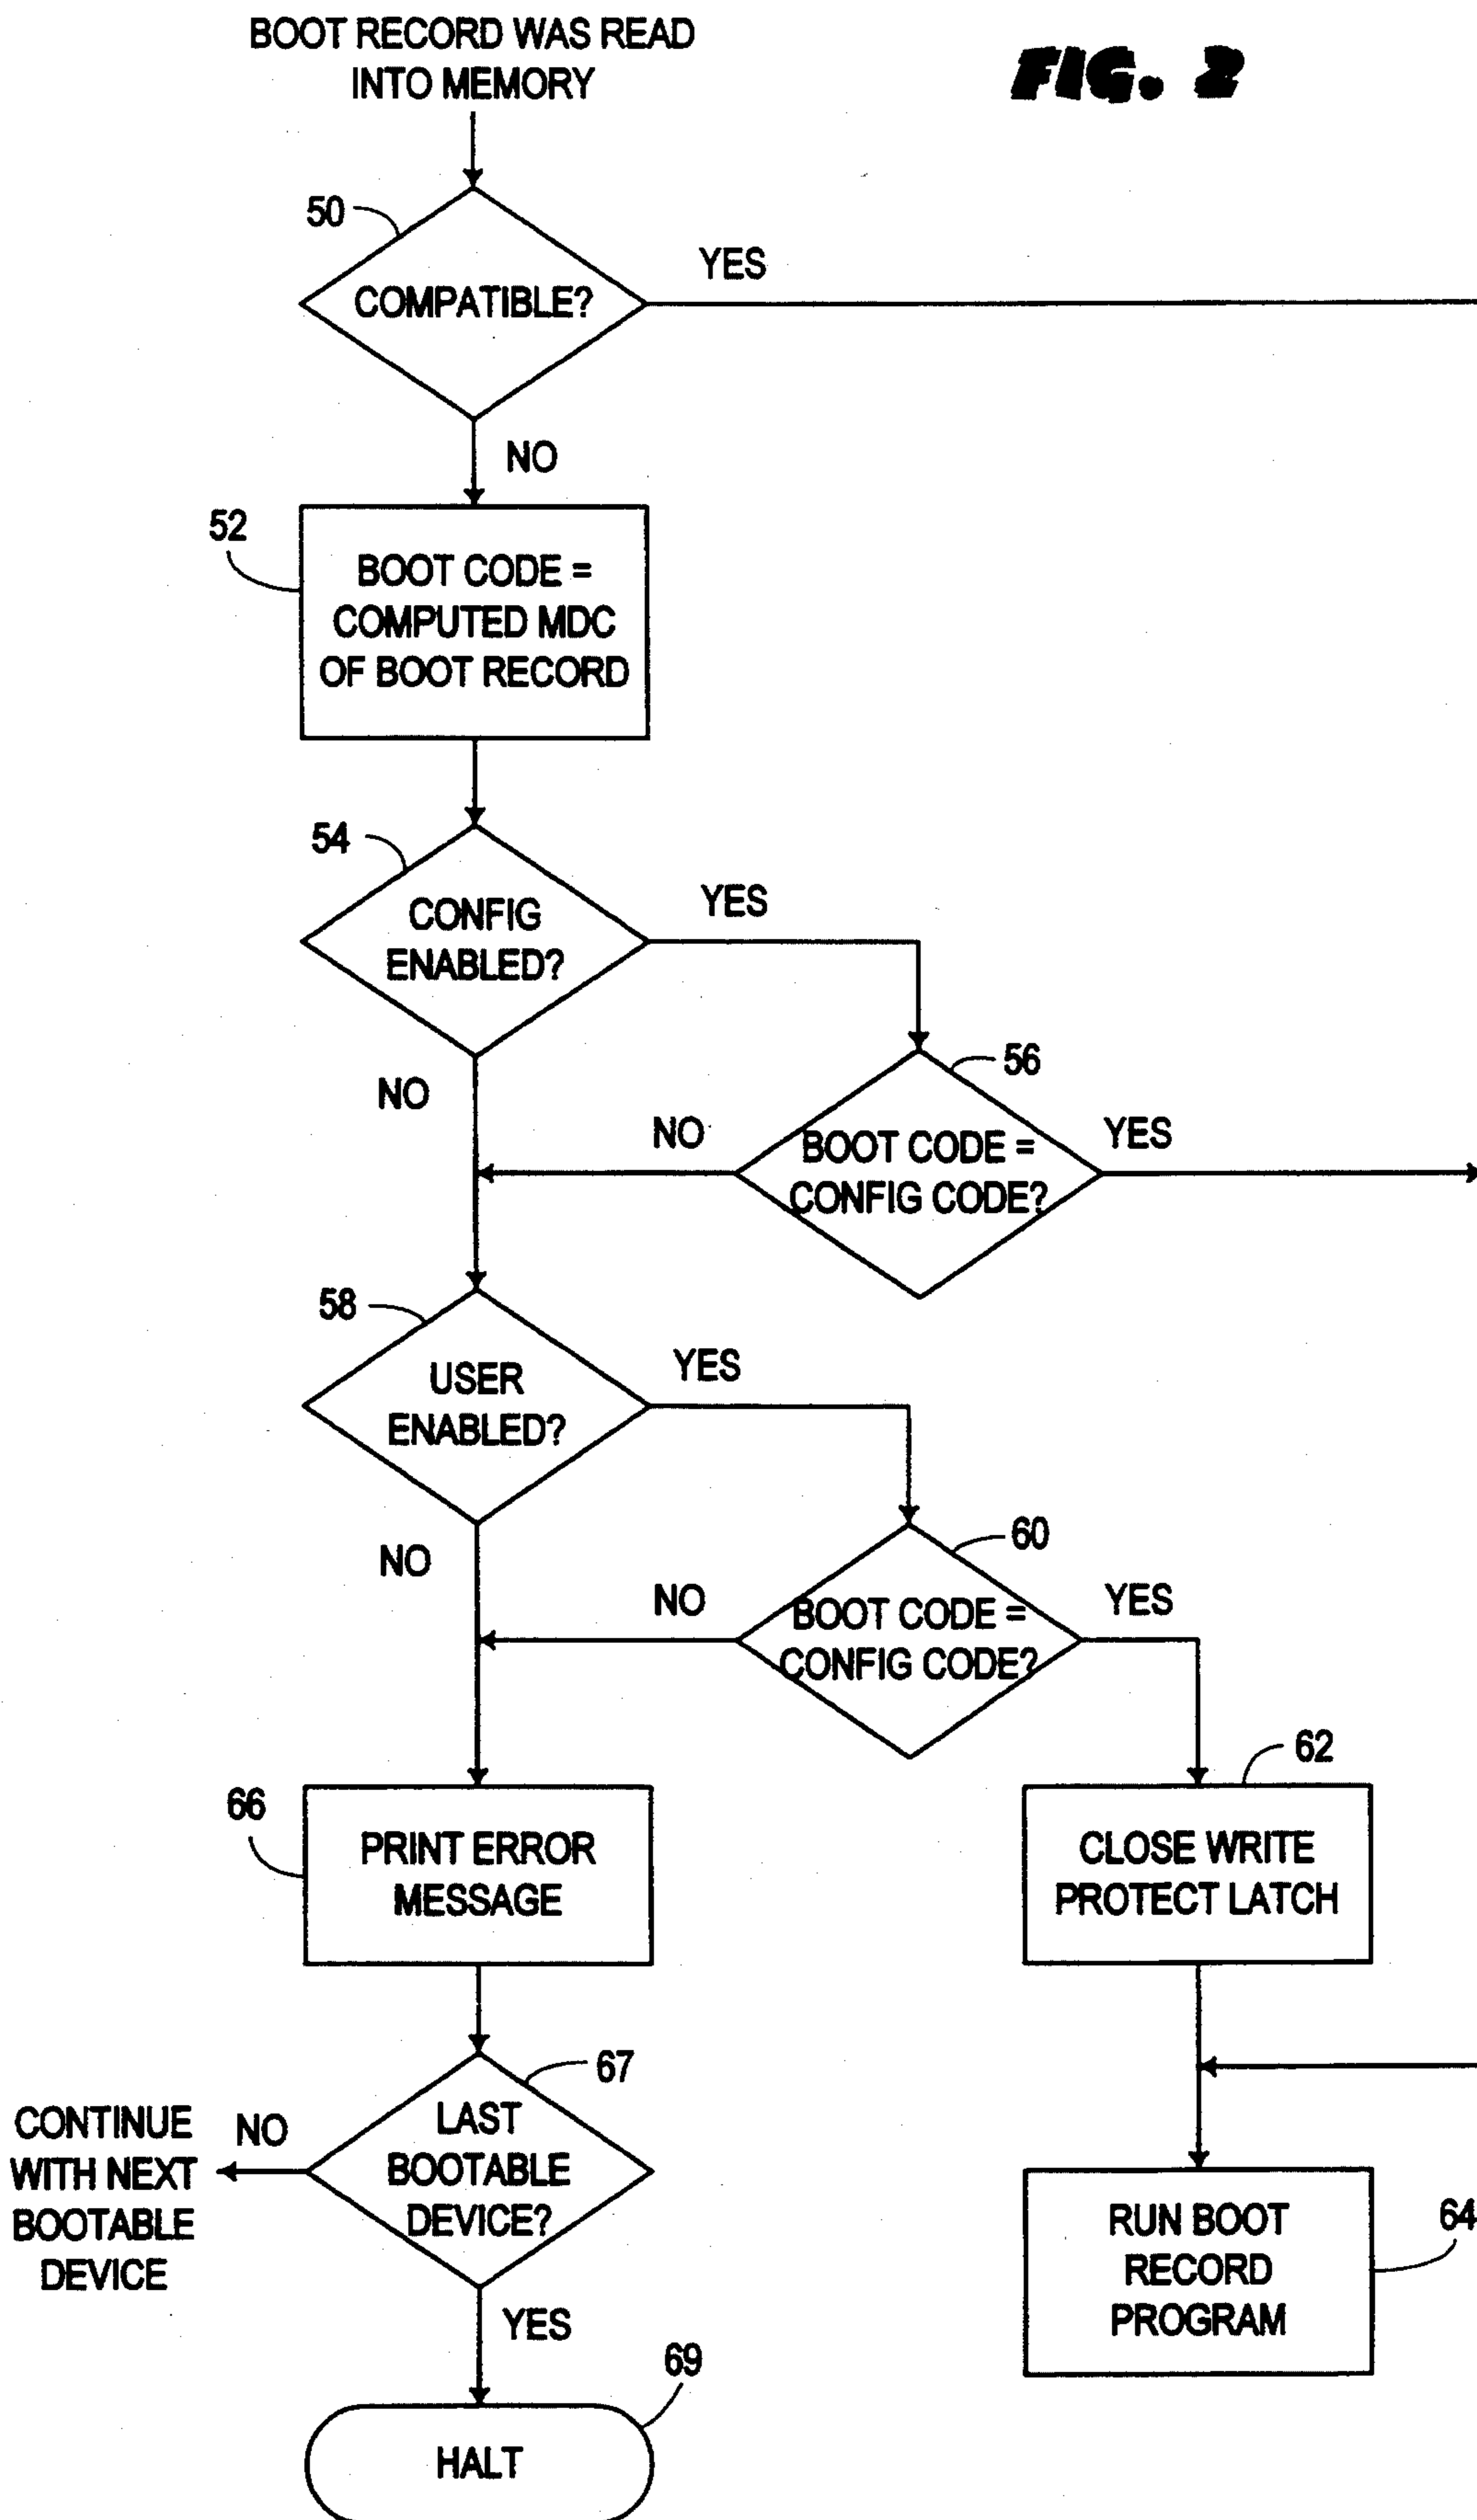 BOOT RECORD WAS READ
INTO MEMORY
FIG. 2
50
COMPATIBLE?
YES
NO
52
BOOT CODE =
COMPUTED MDC
OF BOOT RECORD
54
CONFIG
ENABLED?
YES
NO
56
BOOT CODE =
CONFIG CODE?
NO
YES
58
USER
ENABLED?
YES
NO
60
BOOT CODE =
CONFIG CODE?
NO
YES
62
CLOSE WRITE
PROTECT LATCH
66
PRINT ERROR
MESSAGE
67
LAST
BOOTABLE
DEVICE?
NO
CONTINUE
WITH NEXT
BOOTABLE
DEVICE
YES
64
RUN BOOT
RECORD
PROGRAM
69
HALT